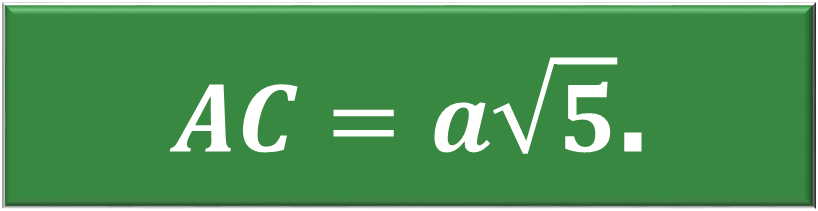 AC = a√5.